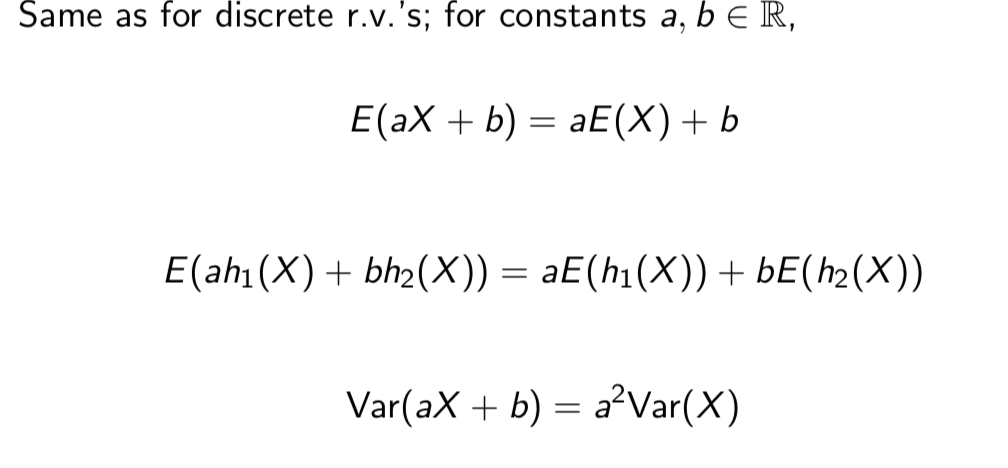 Same as for discrete r.v.'s; for constants a, b ∈ ℝ,
E(aX + b) = aE(X) + b
E(ah₁(X) + bh₂(X)) = aE(h₁(X)) + bE(h₂(X))
Var(aX + b) = a²Var(X)